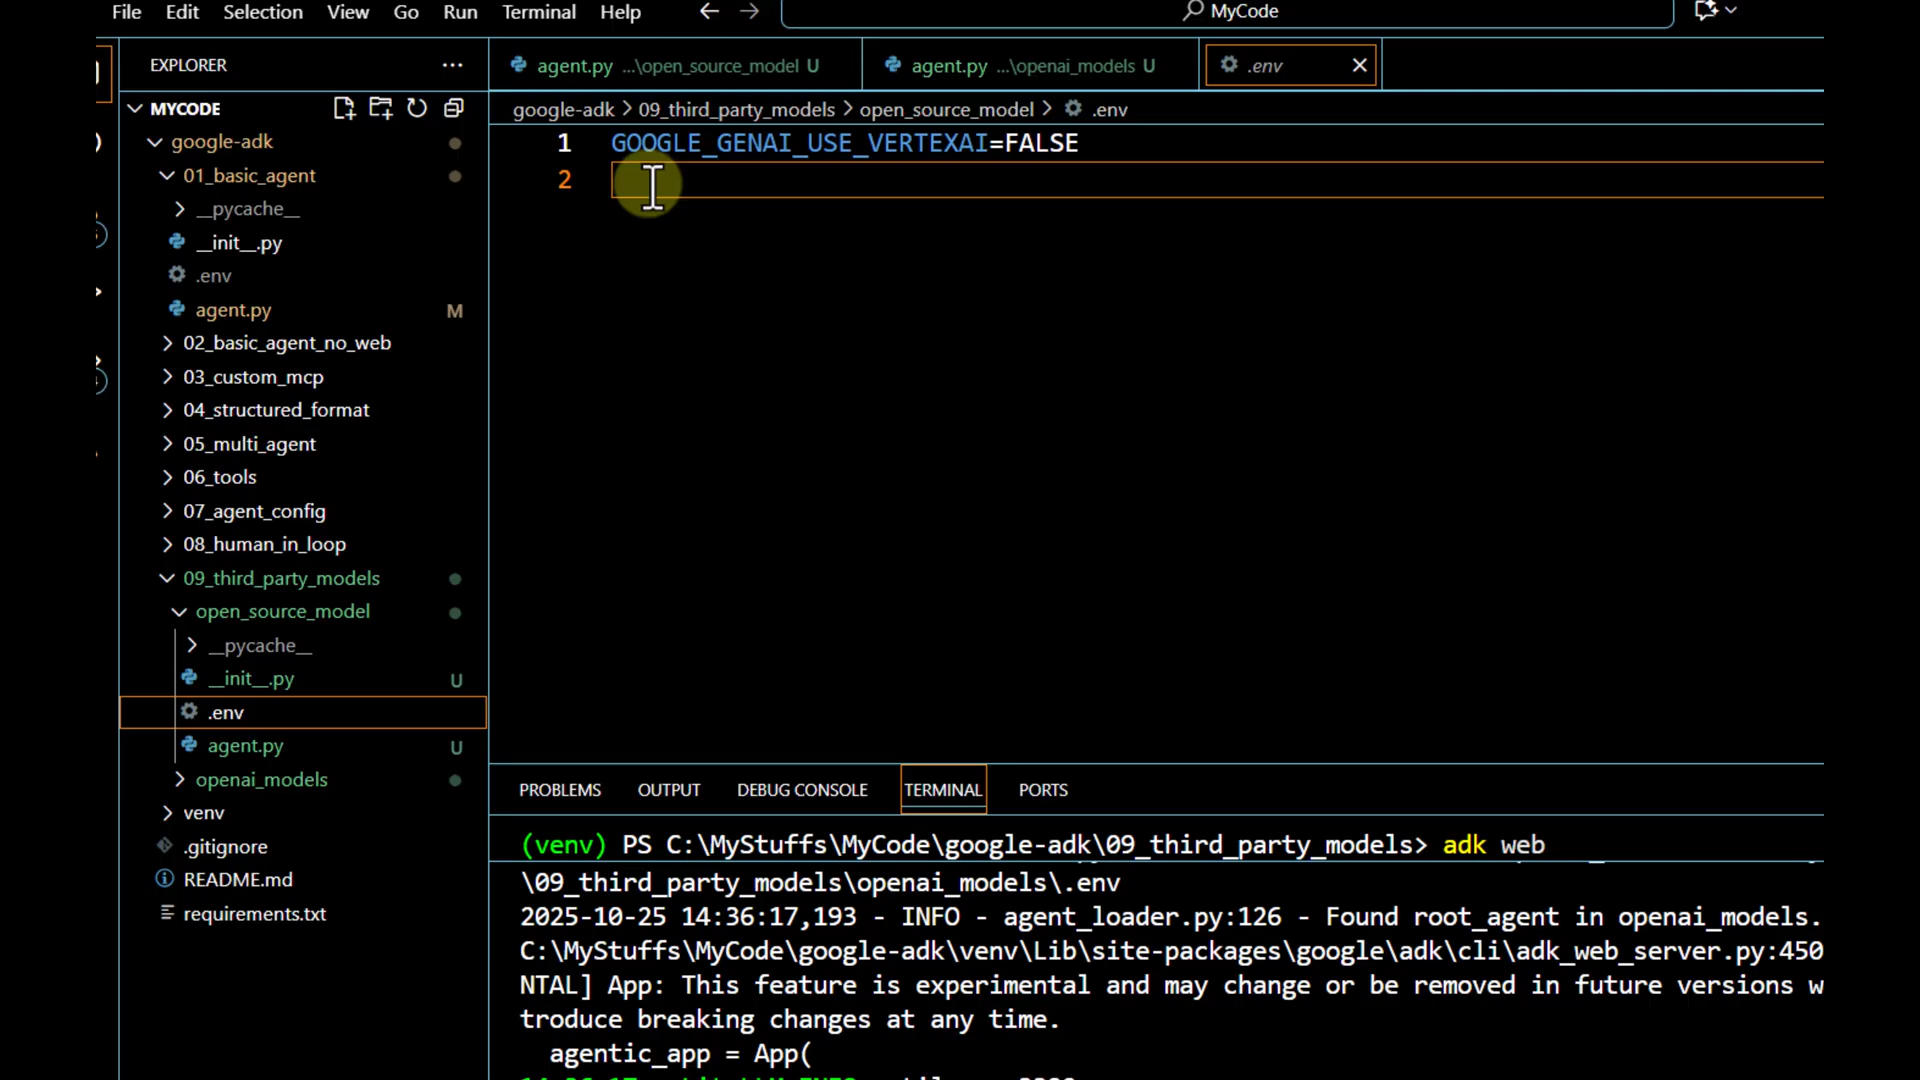 File Edit Selection View Go Run Terminal Help
MyCode
EXPLORER
MYCODE
google-adk
01_basic_agent
__pycache__
__init__.py
.env
agent.py M
02_basic_agent_no_web
03_custom_mcp
04_structured_format
05_multi_agent
06_tools
07_agent_config
08_human_in_loop
09_third_party_models
open_source_model
__pycache__
__init__.py U
.env
agent.py U
openai_models
venv
.gitignore
README.md
requirements.txt
agent.py ...\open_source_model U
agent.py ...\openai_models U
.env
google-adk > 09_third_party_models > open_source_model > .env
1 GOOGLE_GENAI_USE_VERTEXAI=FALSE
2
PROBLEMS OUTPUT DEBUG CONSOLE TERMINAL PORTS
(venv) PS C:\MyStuffs\MyCode\google-adk\09_third_party_models> adk web
\09_third_party_models\openai_models\.env
2025-10-25 14:36:17,193 - INFO - agent_loader.py:126 - Found root_agent in openai_models.
C:\MyStuffs\MyCode\google-adk\venv\Lib\site-packages\google\adk\cli\adk_web_server.py:450
NTAL] App: This feature is experimental and may change or be removed in future versions w
troduce breaking changes at any time.
agentic_app = App(